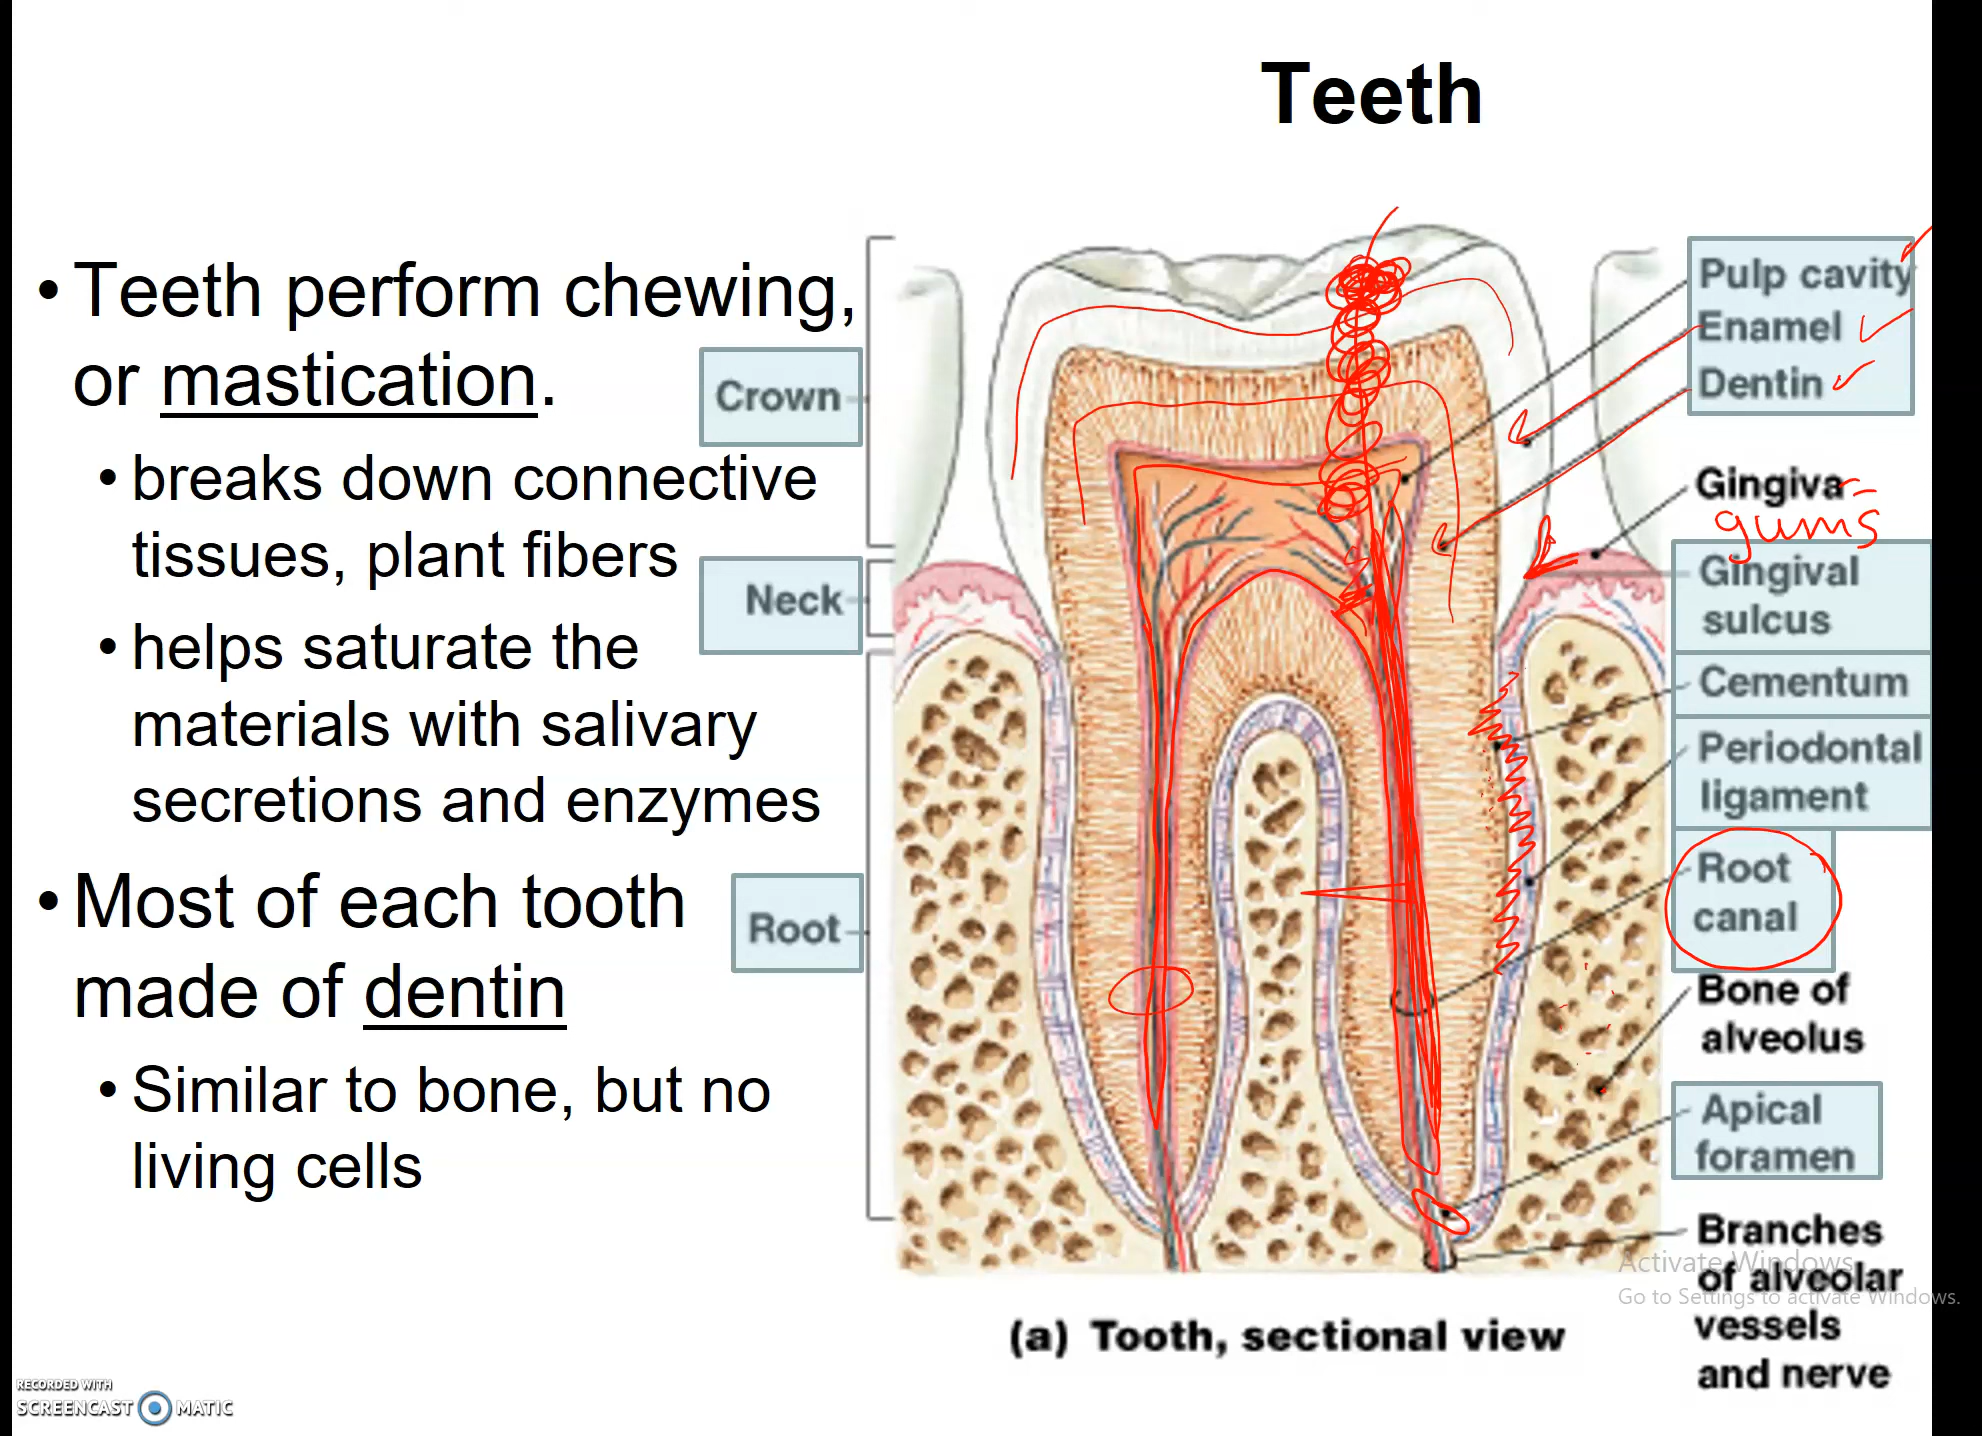 Teeth
• Teeth perform chewing,
or mastication.
• breaks down connective
tissues, plant fibers
• helps saturate the
materials with salivary
secretions and enzymes
• Most of each tooth
made of dentin
• Similar to bone, but no
living cells
Crown
Neck
Root
Pulp cavity
Enamel
Dentin
Gingiva
gums
Gingival
sulcus
Cementum
Periodontal
ligament
Root
canal
Bone of
alveolus
Apical
foramen
Branches
of alveolar
vessels
and nerve
(a) Tooth, sectional view
Activate Windows
Go to Settings to activate Windows.
RECORDED WITH
SCREENCAST MATIC